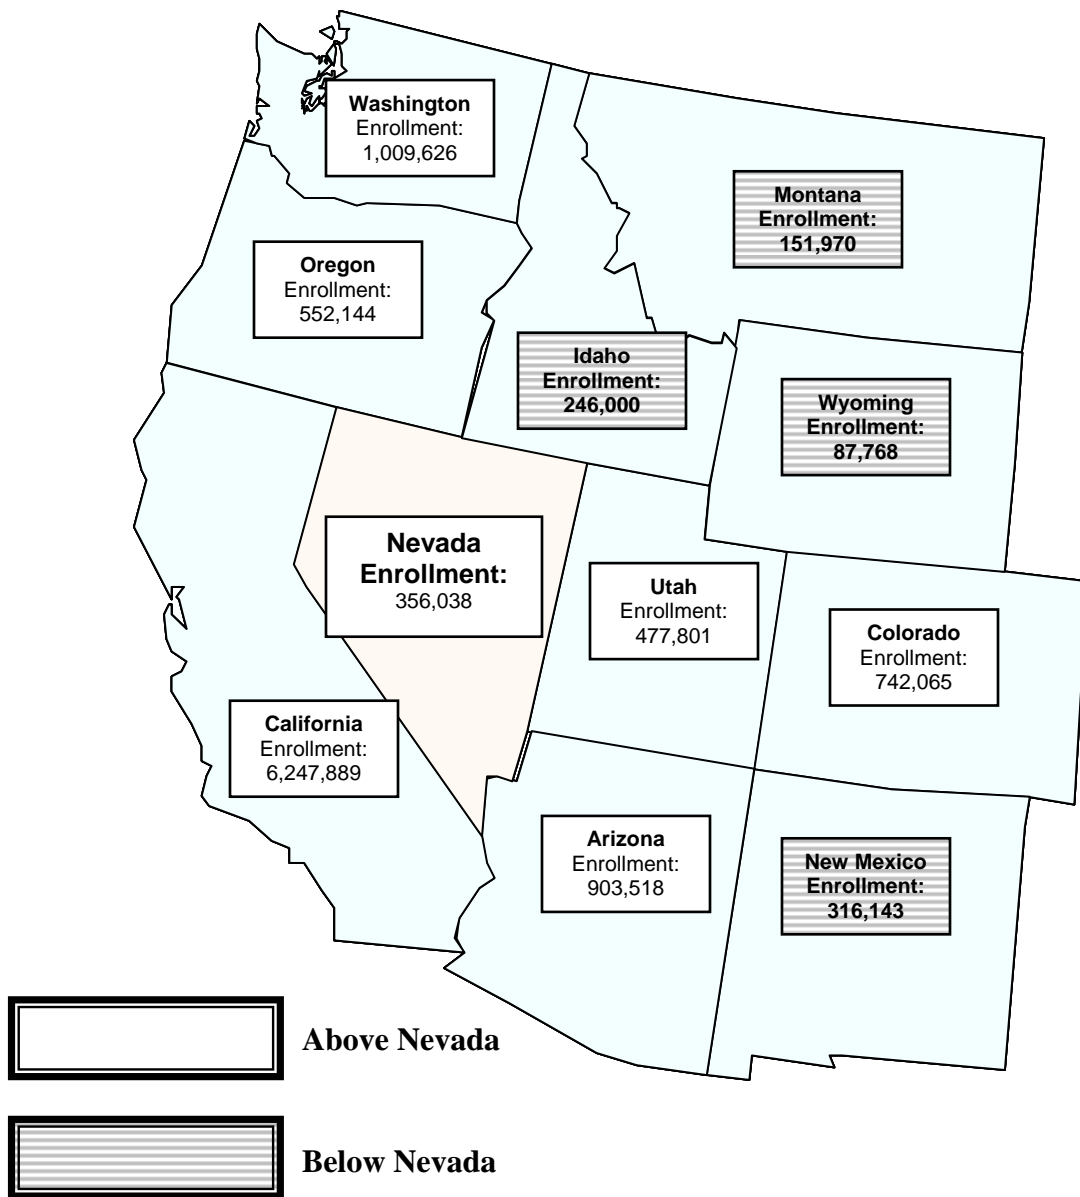 Washington
Enrollment:
1,009,626
Montana
Enrollment:
151,970
Oregon
Enrollment:
552,144
Idaho
Enrollment:
246,000
Wyoming
Enrollment:
87,768
Nevada
Enrollment:
356,038
Utah
Enrollment:
477,801
Colorado
Enrollment:
742,065
California
Enrollment:
6,247,889
Arizona
Enrollment:
903,518
New Mexico
Enrollment:
316,143
Above Nevada
Below Nevada